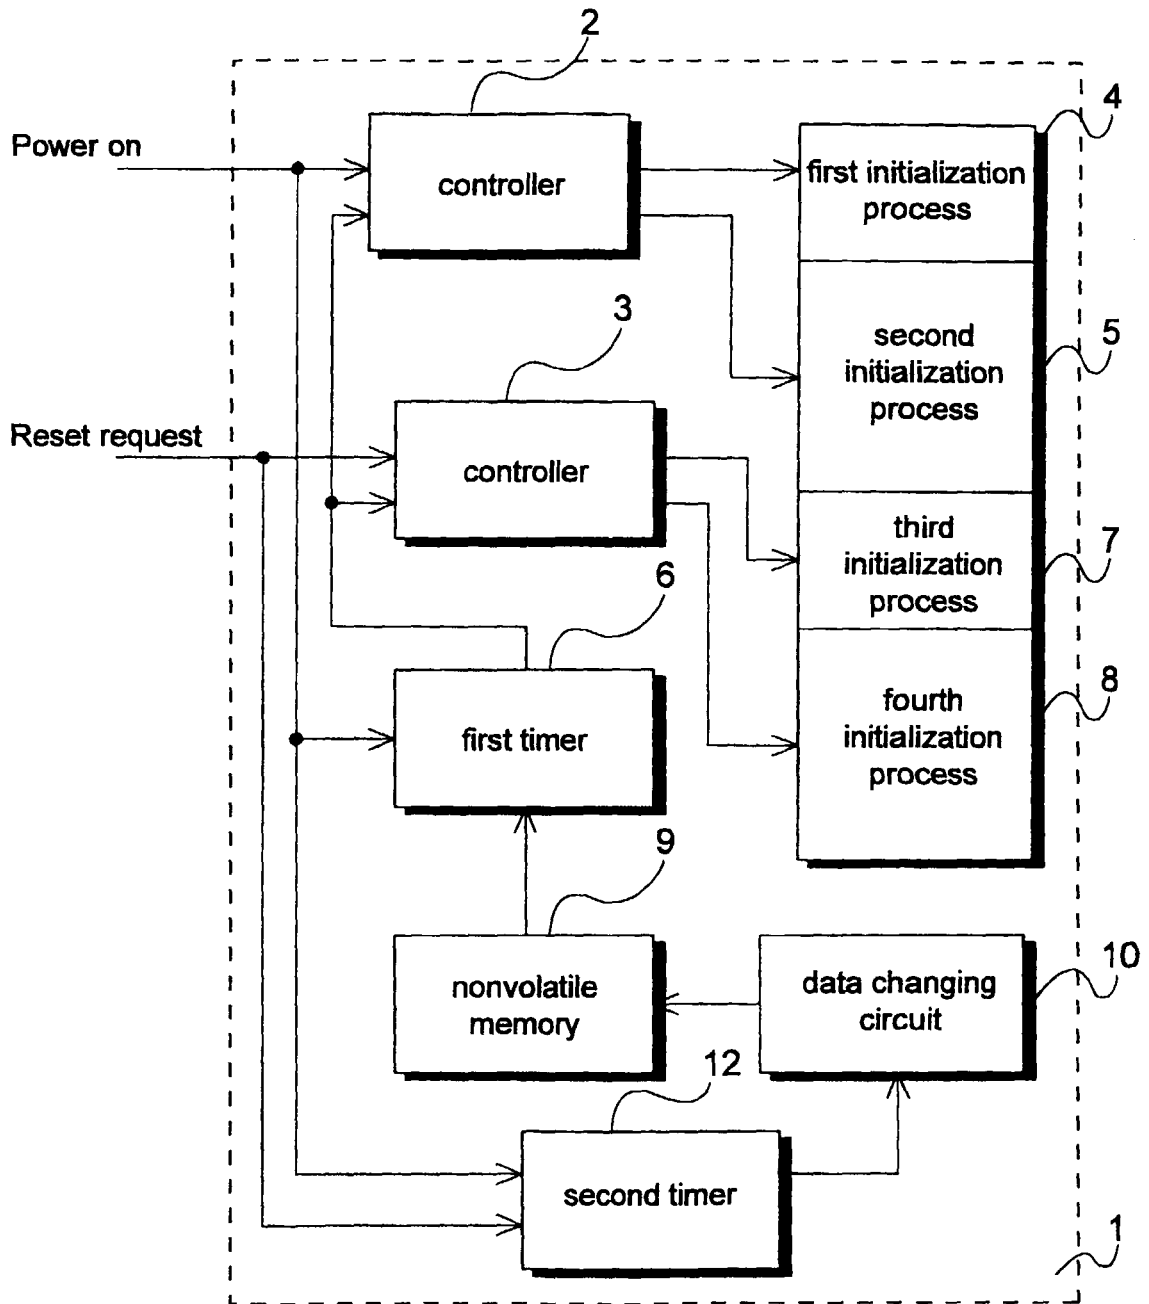 2
4
Power on
controller
first initialization
process
3
5
second
initialization
process
Reset request
controller
third
initialization
process
7
6
8
fourth
initialization
process
first timer
9
10
nonvolatile
memory
data changing
circuit
12
second timer
1